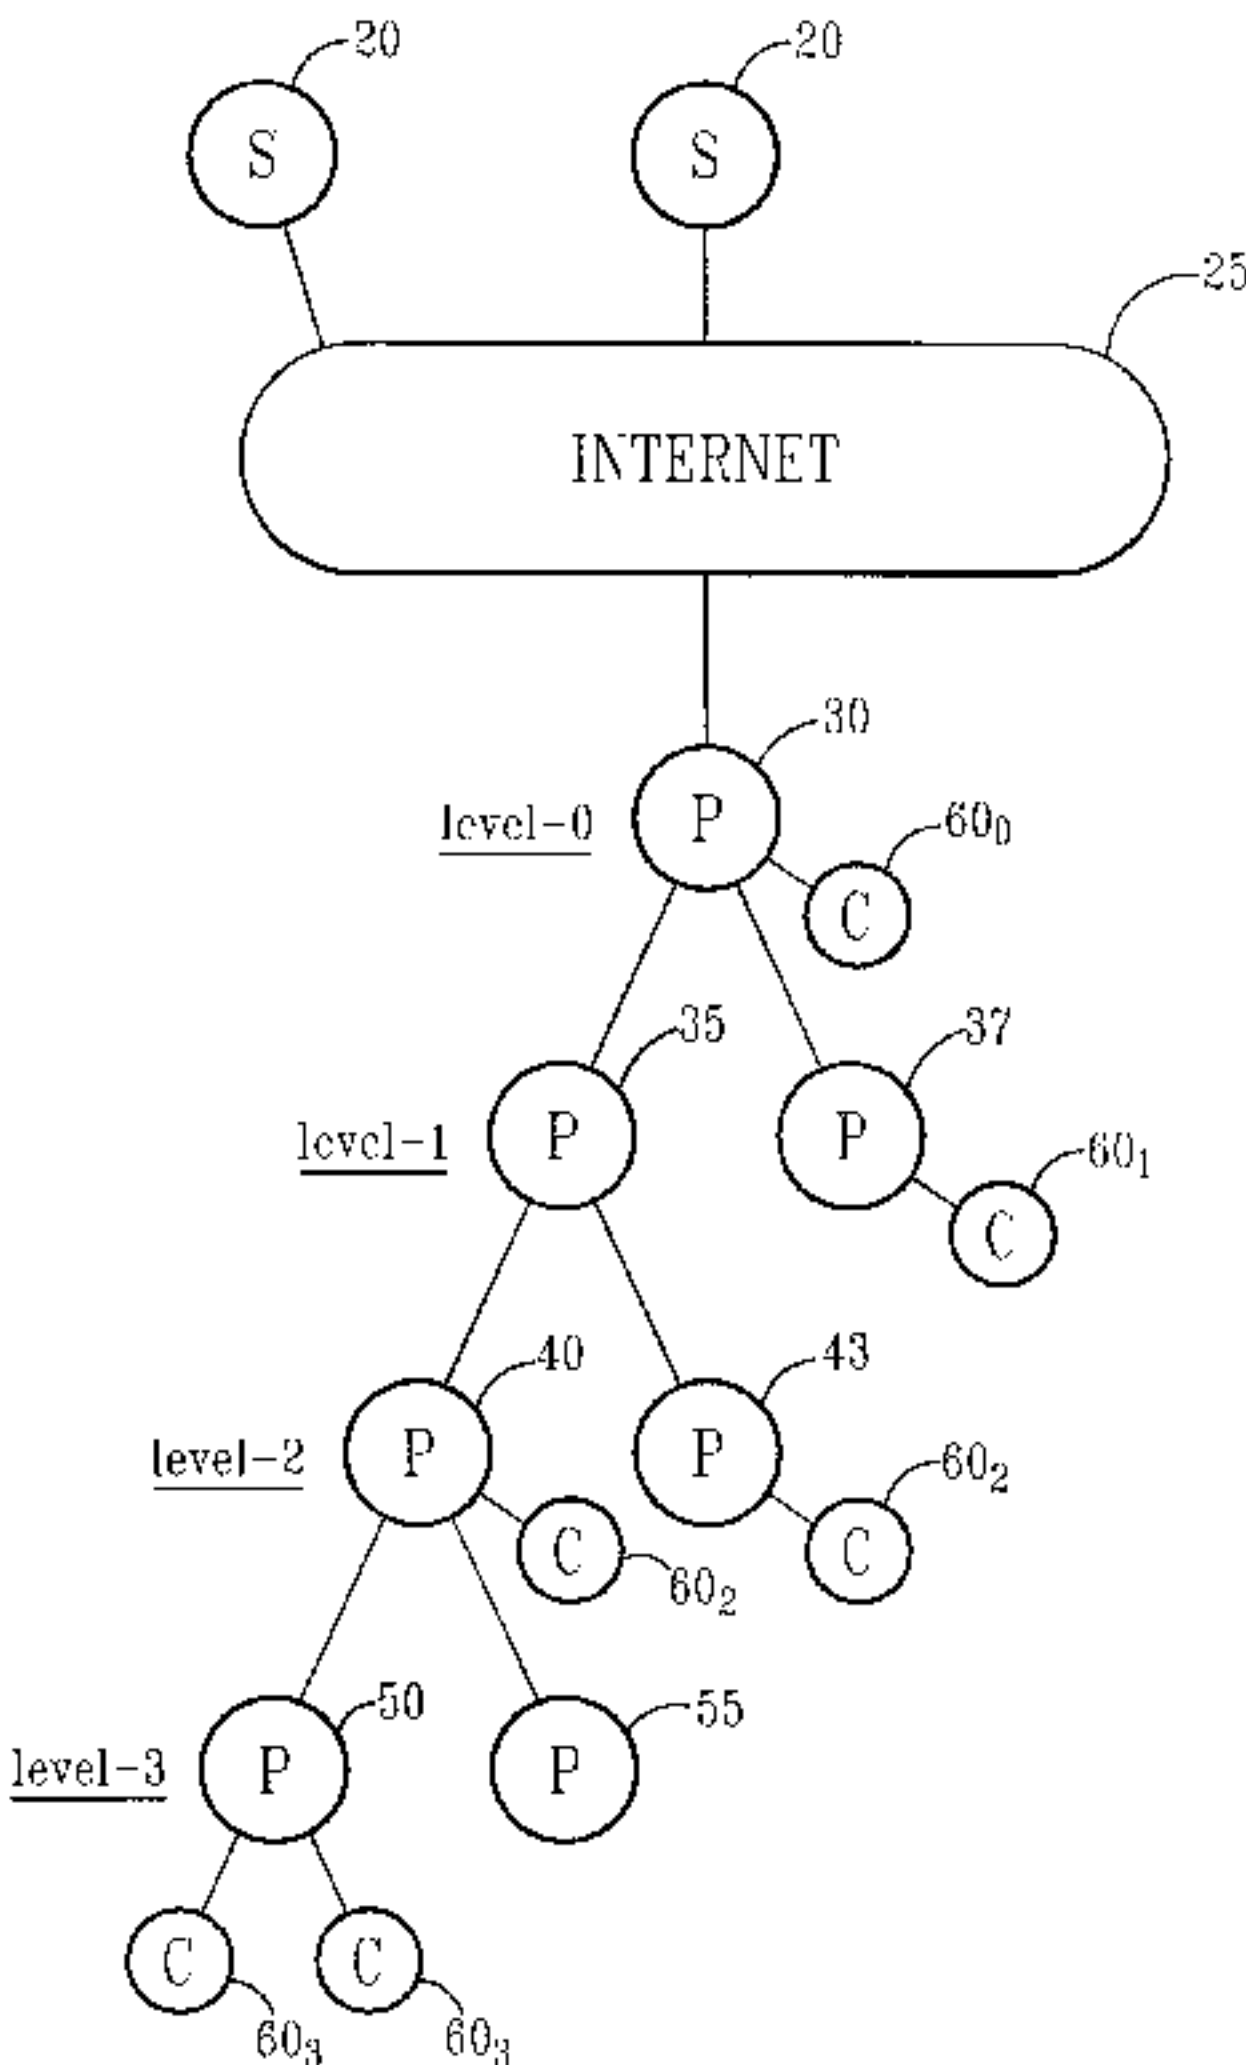 20 20
S S
25
INTERNET
30
level-0 P 60₀
C
35 37
level-1 P P 60₁
C
40 43
level-2 P P 60₂
C C
60₂
50 55
level-3 P P
C C
60₃ 60₃